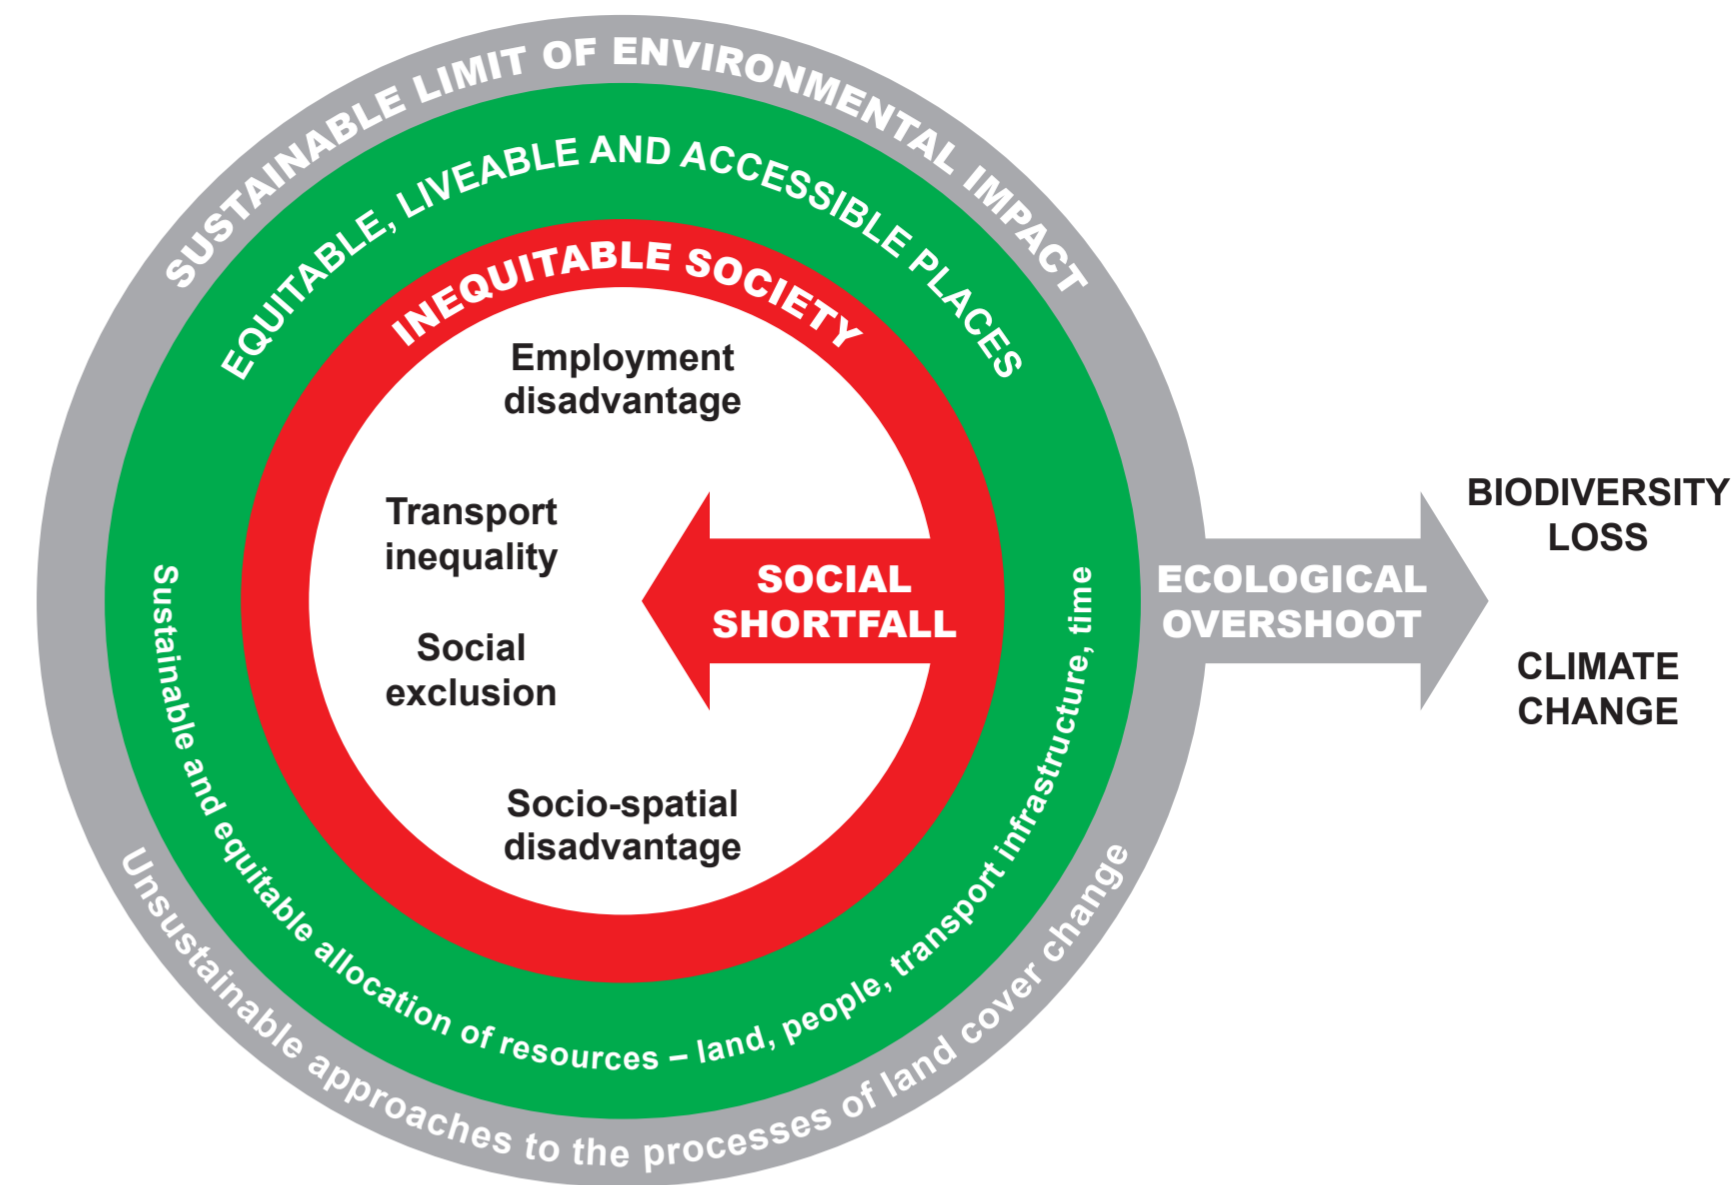 SUSTAINABLE LIMIT OF ENVIRONMENTAL IMPACT
EQUITABLE, LIVEABLE AND ACCESSIBLE PLACES
INEQUITABLE SOCIETY
Employment
disadvantage
Transport
inequality
Social
exclusion
Socio-spatial
disadvantage
SOCIAL
SHORTFALL
ECOLOGICAL
OVERSHOOT
BIODIVERSITY
LOSS
CLIMATE
CHANGE
Sustainable and equitable allocation of resources – land, people, transport infrastructure, time
Unsustainable approaches to the processes of land cover change